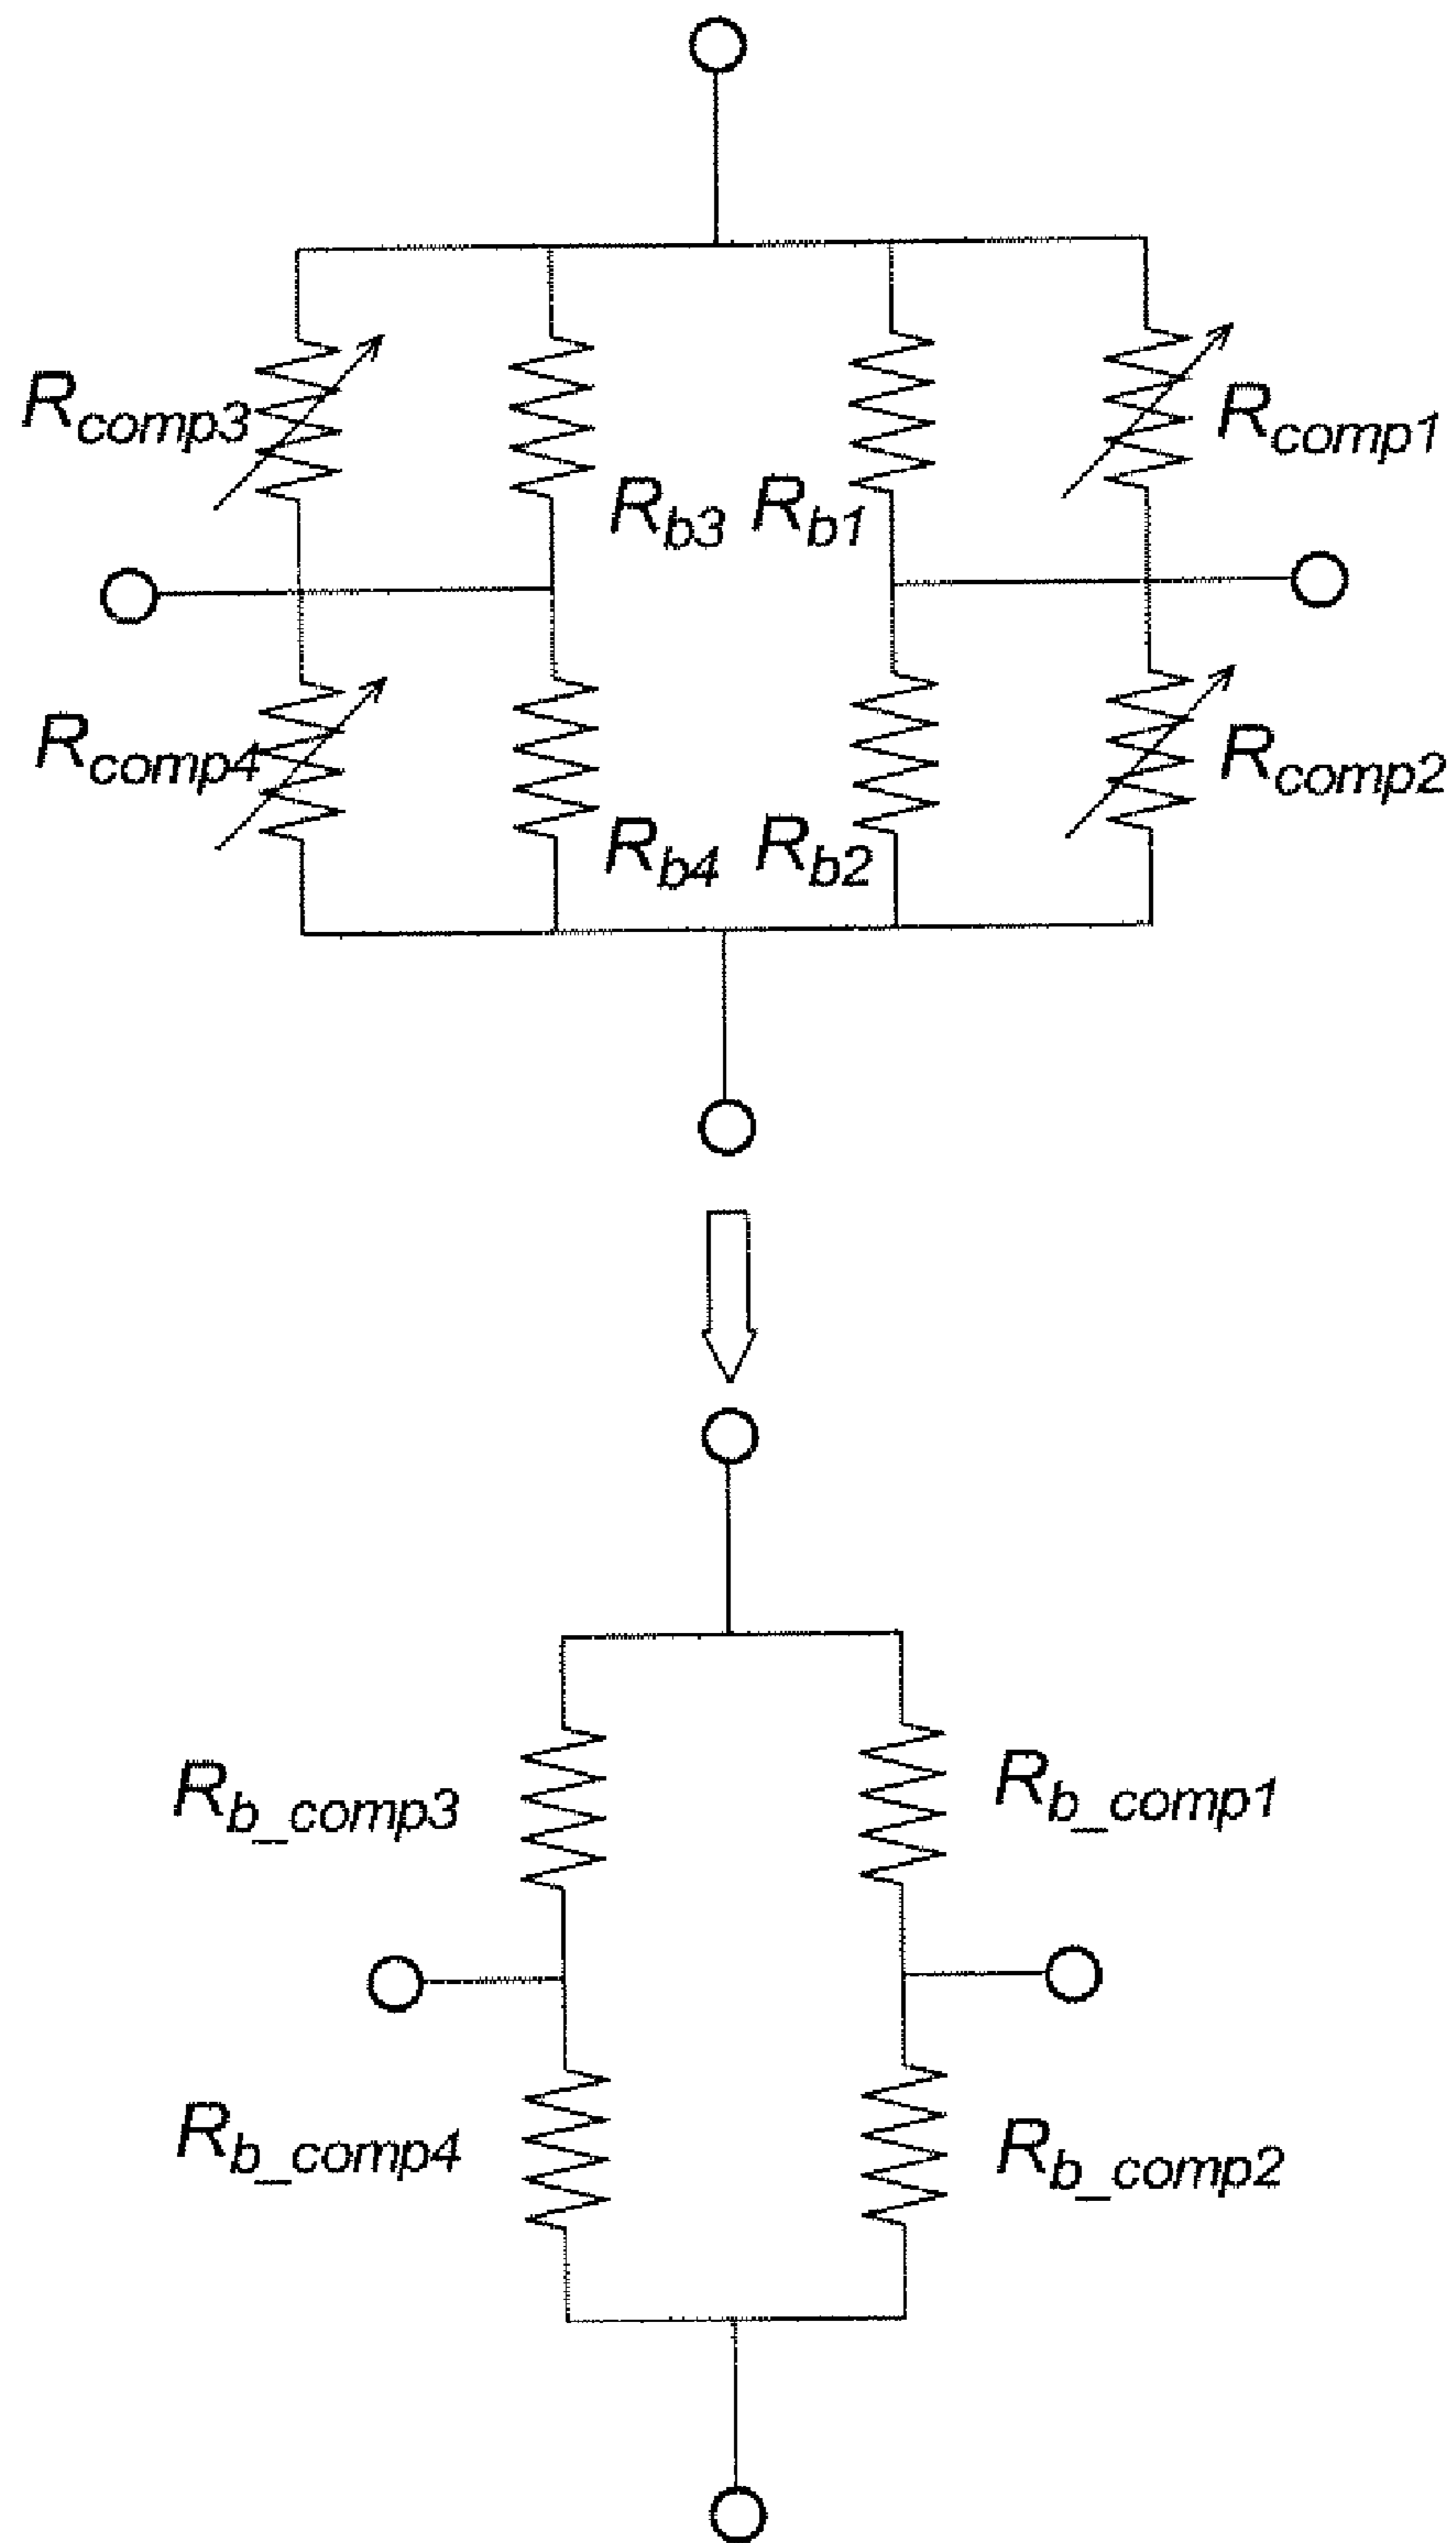 Rcomp3
Rcomp1
Rb3
Rb1
Rcomp4
Rcomp2
Rb4
Rb2
Rb_comp3
Rb_comp1
Rb_comp4
Rb_comp2